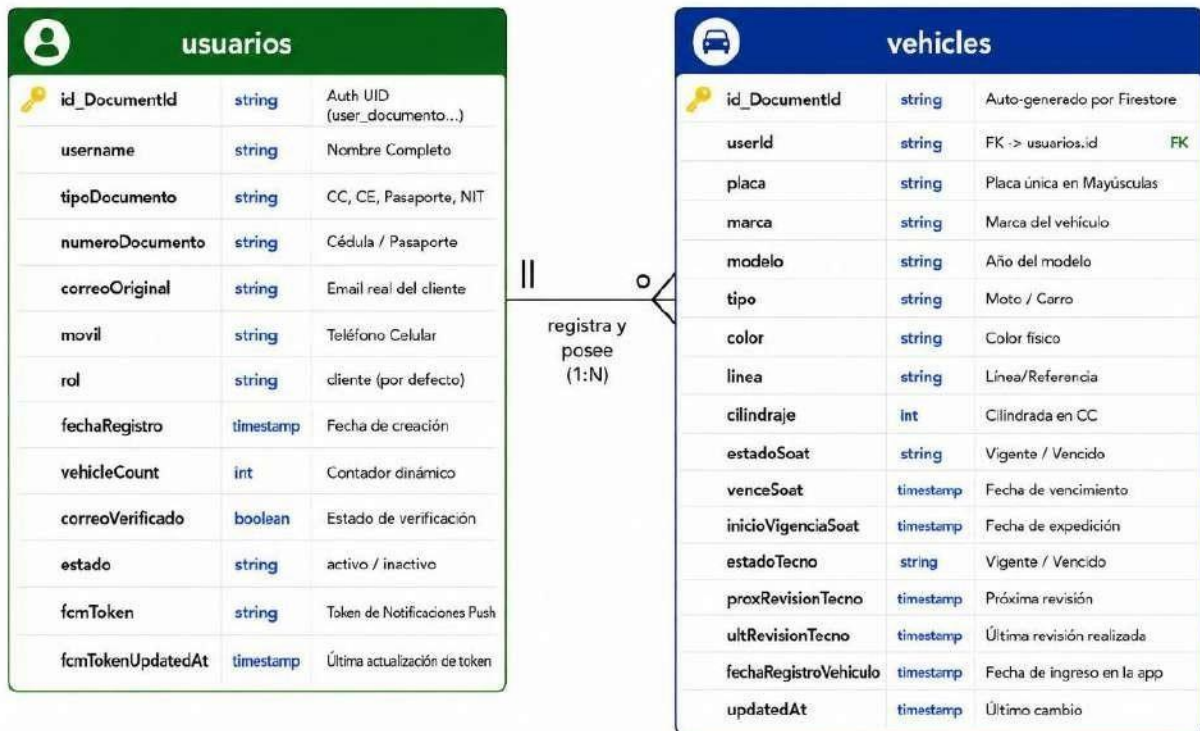 usuarios
id_DocumentId string Auth UID
(user_documento...)
username string Nombre Completo
tipoDocumento string CC, CE, Pasaporte, NIT
numeroDocumento string Cédula / Pasaporte
correoOriginal string Email real del cliente
movil string Teléfono Celular
rol string cliente (por defecto)
fechaRegistro timestamp Fecha de creación
vehicleCount int Contador dinámico
correoVerificado boolean Estado de verificación
estado string activo / inactivo
fcmToken string Token de Notificaciones Push
fcmTokenUpdatedAt timestamp Última actualización de token
registra y
posee
(1:N)
vehicles
id_DocumentId string Auto-generado por Firestore
userId string FK -> usuarios.id FK
placa string Placa única en Mayúsculas
marca string Marca del vehículo
modelo string Año del modelo
tipo string Moto / Carro
color string Color físico
linea string Línea/Referencia
cilindraje int Cilindrada en CC
estadoSoat string Vigente / Vencido
venceSoat timestamp Fecha de vencimiento
inicioVigenciaSoat timestamp Fecha de expedición
estadoTecno string Vigente / Vencido
proxRevisionTecno timestamp Próxima revisión
ultRevisionTecno timestamp Última revisión realizada
fechaRegistroVehiculo timestamp Fecha de ingreso en la app
updatedAt timestamp Último cambio